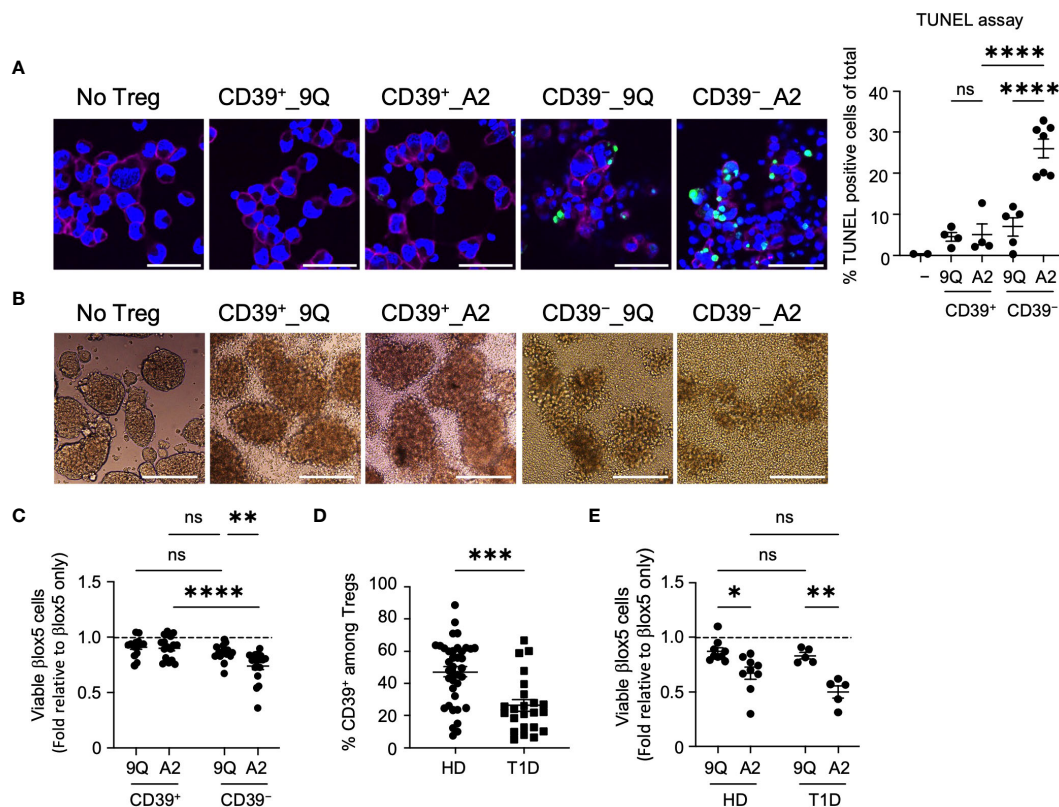 TUNEL assay
A
****
No Treg CD39⁺_9Q CD39⁺_A2 CD39⁻_9Q CD39⁻_A2
ns ****
% TUNEL positive cells of total
40
30
20
10
0
– 9Q A2 9Q A2
CD39⁺ CD39⁻
B
No Treg CD39⁺_9Q CD39⁺_A2 CD39⁻_9Q CD39⁻_A2
C
ns **
ns
****
Viable βlox5 cells
(Fold relative to βlox5 only)
1.5
1.0
0.5
0
9Q A2 9Q A2
CD39⁺ CD39⁻
D
***
% CD39⁺ among Tregs
100
80
60
40
20
0
HD T1D
E
ns
ns
* **
Viable βlox5 cells
(Fold relative to βlox5 only)
1.5
1.0
0.5
0
9Q A2 9Q A2
HD T1D